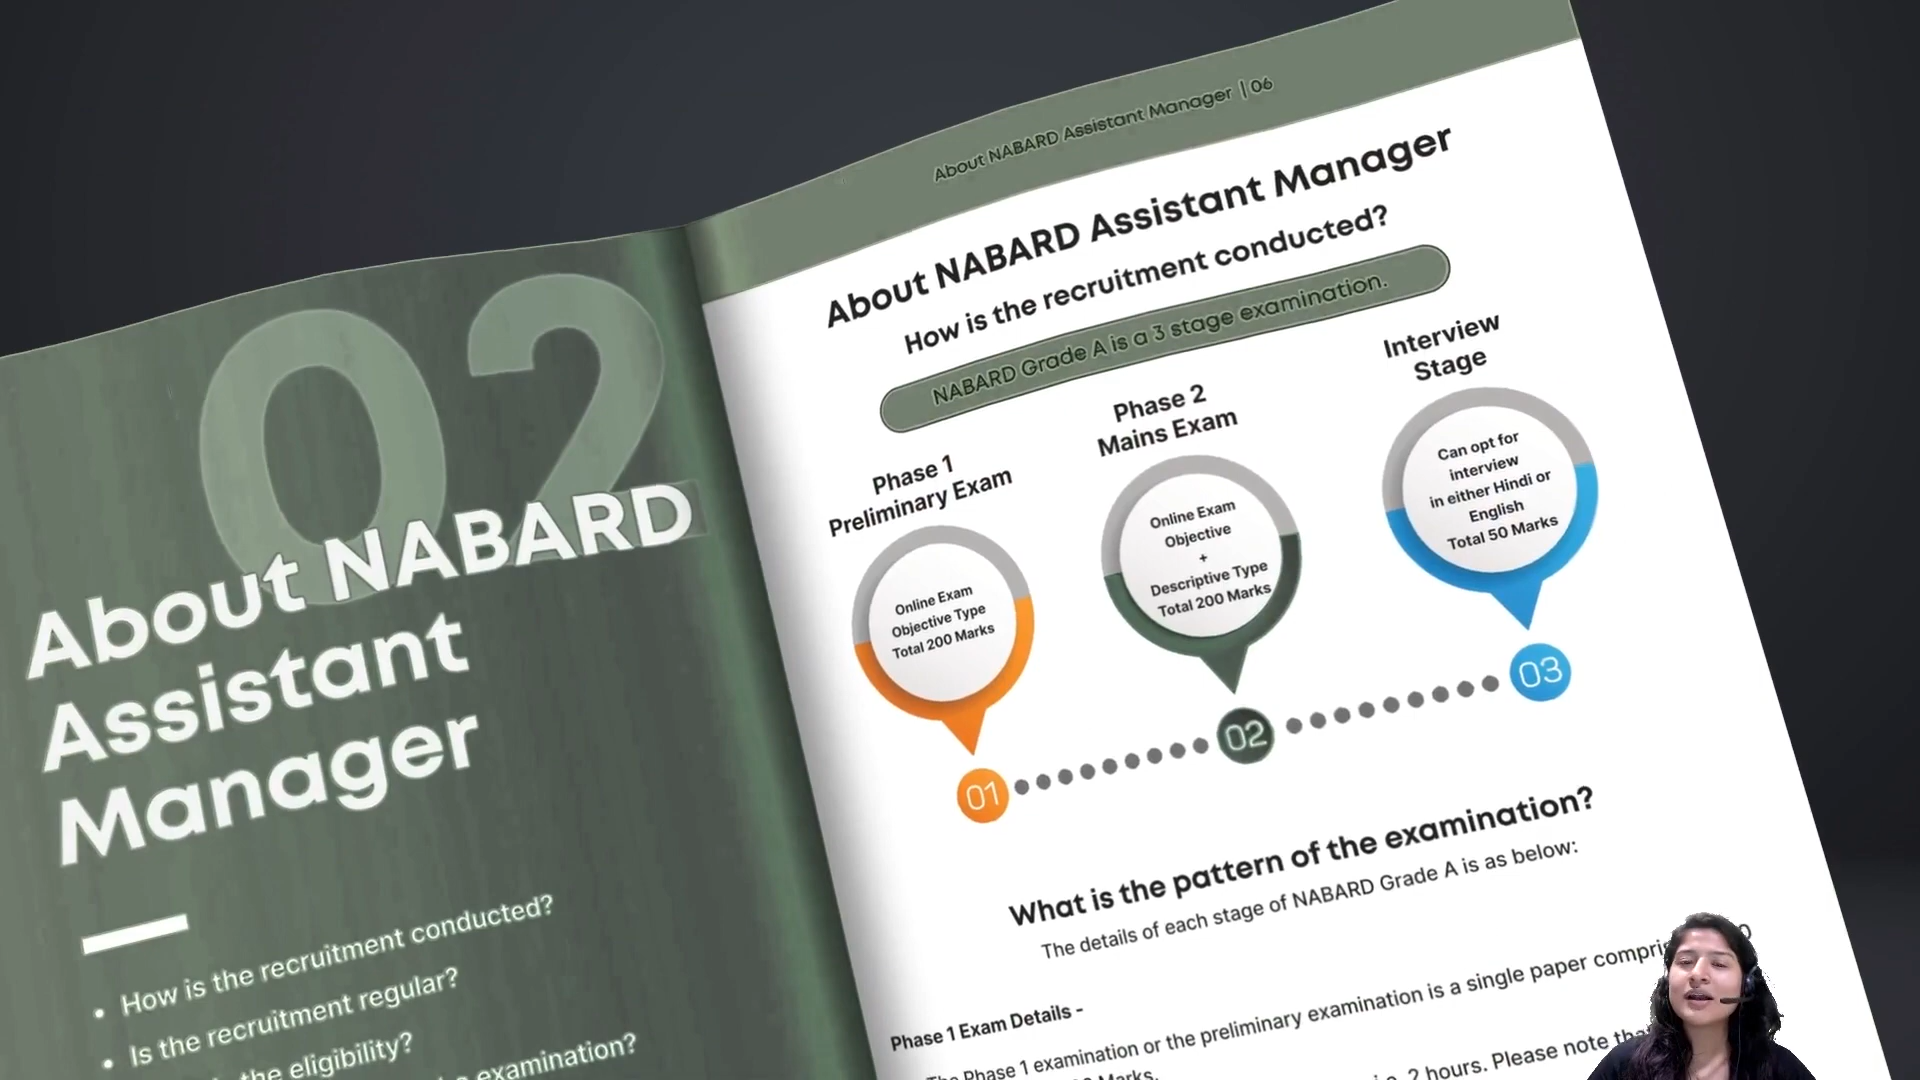 02
About NABARD
Assistant
Manager
• How is the recruitment conducted?
• Is the recruitment regular?
the eligibility?
examination?
About NABARD Assistant Manager | 06
About NABARD Assistant Manager
How is the recruitment conducted?
NABARD Grade A is a 3 stage examination.
Phase 1
Preliminary Exam
Online Exam
Objective Type
Total 200 Marks
01
Phase 2
Mains Exam
Online Exam
Objective
+
Descriptive Type
Total 200 Marks
02
Interview
Stage
Can opt for
interview
in either Hindi or
English
Total 50 Marks
03
What is the pattern of the examination?
The details of each stage of NABARD Grade A is as below:
Phase 1 Exam Details -
The Phase 1 examination or the preliminary examination is a single paper
Marks.
2 hours. Please note